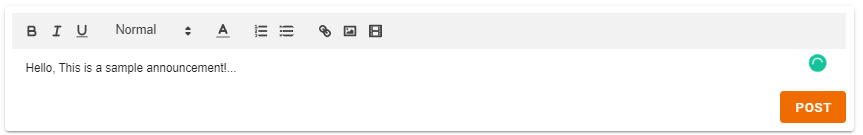 B I U Normal A
Hello, This is a sample announcement!...
POST